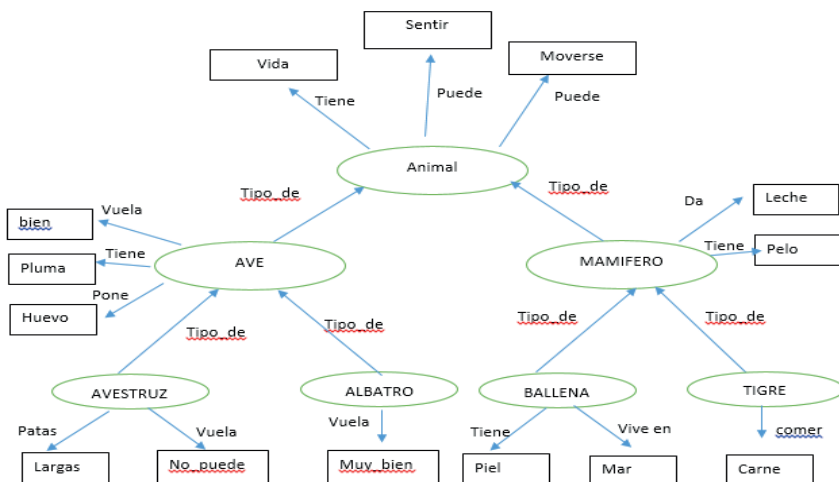 Sentir
Vida
Moverse
Tiene
Puede
Puede
Animal
Tipo_de
Tipo_de
Da
Leche
Vuela
bien
AVE
MAMIFERO
Tiene
Pelo
Tiene
Pluma
Pone
Huevo
Tipo_de
Tipo_de
Tipo_de
Tipo_de
AVESTRUZ
ALBATRO
BALLENA
TIGRE
Patas
Vuela
Vuela
Tiene
Vive en
comer
Largas
No_puede
Muy_bien
Piel
Mar
Carne